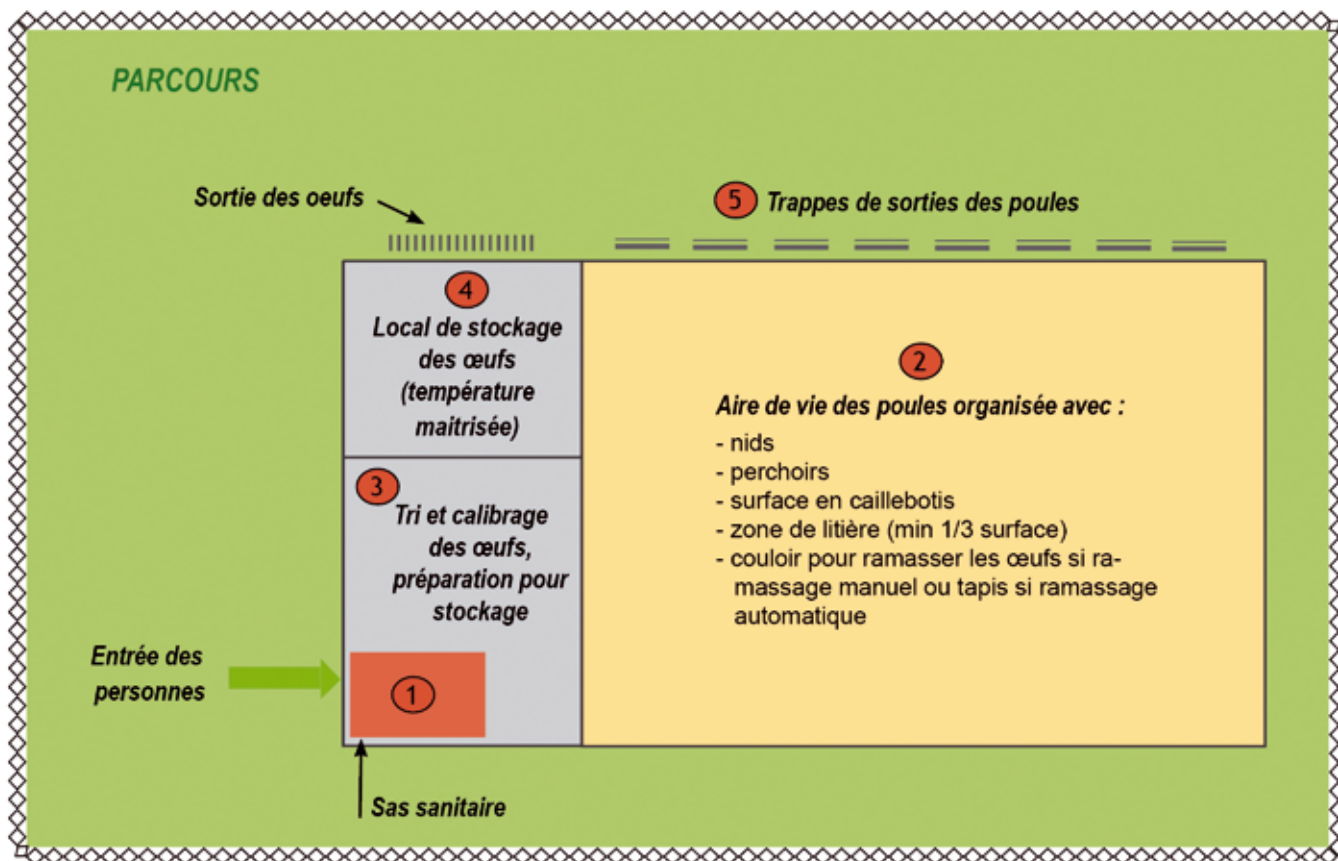 PARCOURS
Sortie des oeufs
5 Trappes de sorties des poules
4
Local de stockage
des œufs
(température
maitrisée)
2
Aire de vie des poules organisée avec :
- nids
- perchoirs
- surface en caillebotis
- zone de litière (min 1/3 surface)
- couloir pour ramasser les œufs si ra-
massage manuel ou tapis si ramassage
automatique
3
Tri et calibrage
des œufs,
préparation pour
stockage
Entrée des
personnes
1
Sas sanitaire